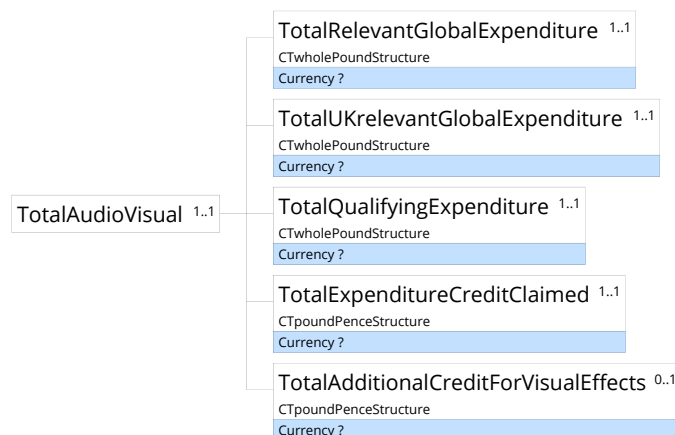 TotalRelevantGlobalExpenditure 1..1
CTwholePoundStructure
Currency ?
TotalUKrelevantGlobalExpenditure 1..1
CTwholePoundStructure
Currency ?
TotalAudioVisual 1..1
TotalQualifyingExpenditure 1..1
CTwholePoundStructure
Currency ?
TotalExpenditureCreditClaimed 1..1
CTpoundPenceStructure
Currency ?
TotalAdditionalCreditForVisualEffects 0..1
CTpoundPenceStructure
Currency ?